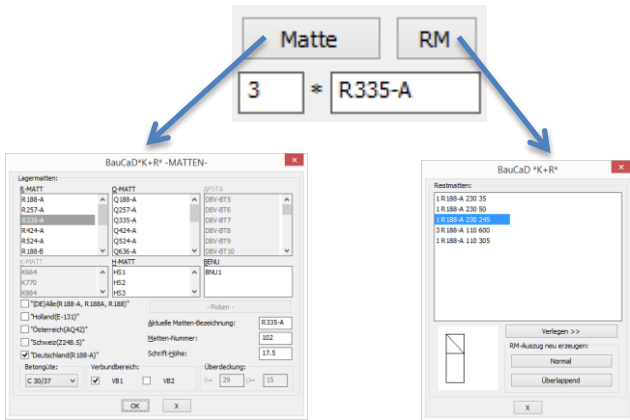 Matte RM
3 * R335-A
BauCaD*K+R* -MATTEN-
Lagermatten:
R-MATT Q-MATT APSTA
R188-A Q188-A DBV-BT5
R257-A Q257-A DBV-BT6
R335-A Q335-A DBV-BT7
R424-A Q424-A DBV-BT8
R524-A Q524-A DBV-BT9
R188-B Q636-A DBV-BT10
K-MATT H-MATT BENU
K664 HS1 BNU1
K770 HS2
K884 HS3
"(DE)Alle(R188-A, R188A, R188)" - Picken -
"Holland(E-131)"
"Österreich(AQ42)" Aktuelle Matten-Bezeichnung: R335-A
"Schweiz(Z248.5)" Matten-Nummer: 102
"Deutschland(R188-A)" Schrift-Höhe: 17.5
Betongüte: Verbundbereich: Überdeckung:
C 30/37 VB1 VB2 V= 29 Ü= 15
OK X
BauCaD *K+R*
Restmatten:
1 R188-A 230 35
1 R188-A 230 50
1 R188-A 230 245
3 R188-A 110 600
1 R188-A 110 305
Verlegen >>
RM-Auszug neu erzeugen:
Normal
Überlappend
X